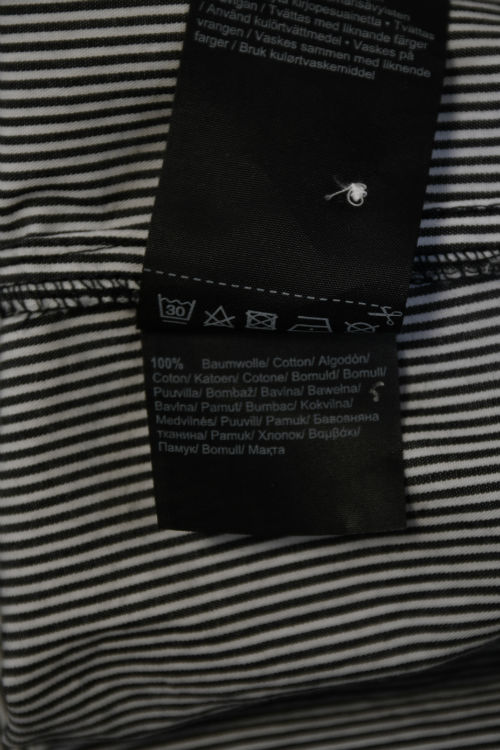 kirjopesuainetta • Tvättas
/ Tvättas med liknande färger
/ Använd kulörtvättmedel • Vaskes på
vrangen / Vaskes sammen med liknende
farger / Bruk kulørtvaskemiddel
30
100% Baumwolle/ Cotton/ Algodón/
Coton/ Katoen/ Cotone/ Bomuld/ Bomull/
Puuvilla/ Bombaž/ Bavlna/ Bawełna/
Bavlna/ Pamut/ Bumbac/ Kokvilna/
Medvilnės/ Puuvill/ Pamuk/ Бавовняна
тканина/ Pamuk/ Хлопок/ Βαμβάκι/
Памук/ Bomull/ Мақта